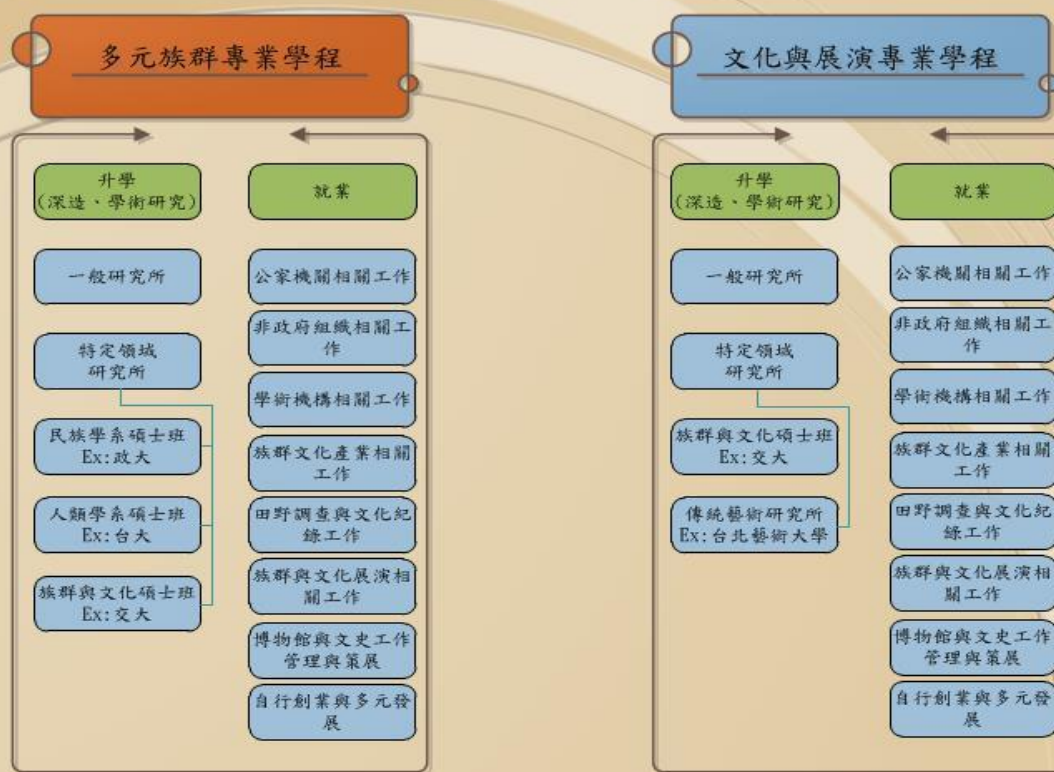 多元族群專業學程
升學
(深造、學術研究)
一般研究所
特定領域
研究所
民族學系碩士班
Ex:政大
人類學系碩士班
Ex:台大
族群與文化碩士班
Ex:交大
就業
公家機關相關工作
非政府組織相關工
作
學術機構相關工作
族群文化產業相關
工作
田野調查與文化紀
錄工作
族群與文化展演相
關工作
博物館與文史工作
管理與策展
自行創業與多元發
展
文化與展演專業學程
升學
(深造、學術研究)
一般研究所
特定領域
研究所
族群與文化碩士班
Ex:交大
傳統藝術研究所
Ex:台北藝術大學
就業
公家機關相關工作
非政府組織相關工
作
學術機構相關工作
族群文化產業相關
工作
田野調查與文化紀
錄工作
族群與文化展演相
關工作
博物館與文史工作
管理與策展
自行創業與多元發
展